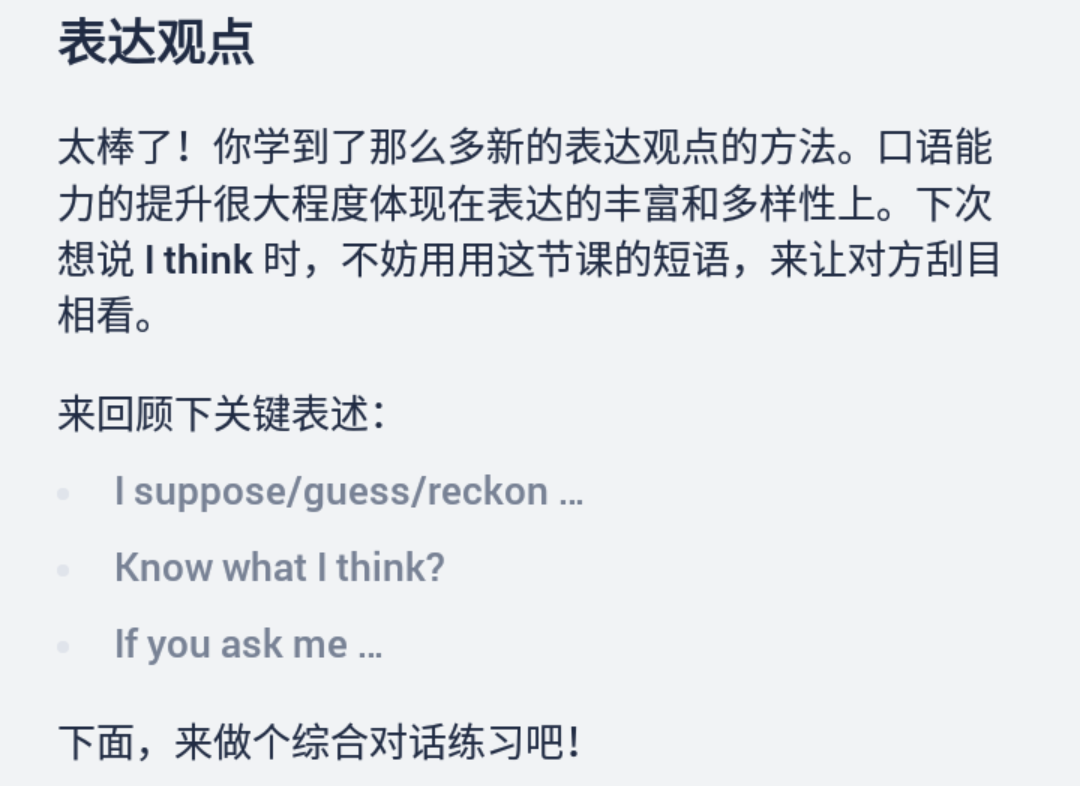 表达观点
太棒了！你学到了那么多新的表达观点的方法。口语能
力的提升很大程度体现在表达的丰富和多样性上。下次
想说 I think 时，不妨用用这节课的短语，来让对方刮目
相看。
来回顾下关键表述：
I suppose/guess/reckon ...
Know what I think?
If you ask me ...
下面，来做个综合对话练习吧！